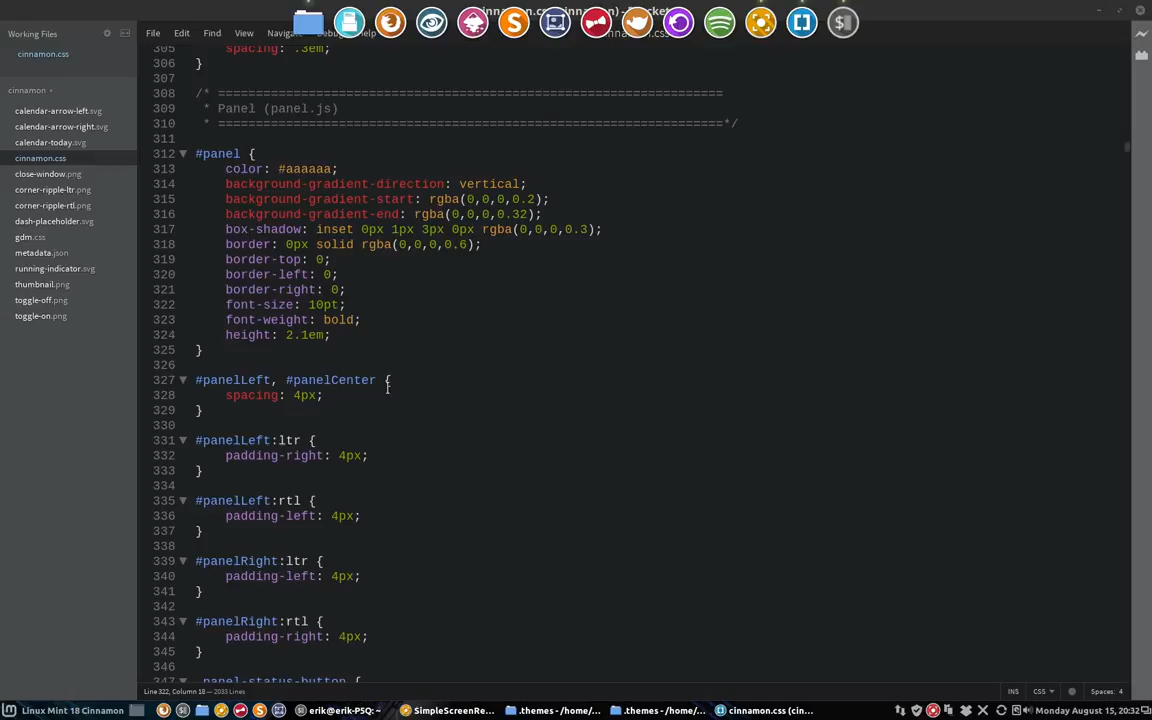 Working Files
cinnamon.css
cinnamon
calendar-arrow-left.svg
calendar-arrow-right.svg
calendar-today.svg
cinnamon.css
close-window.png
corner-ripple-ltr.png
corner-ripple-rtl.png
dash-placeholder.svg
gdm.css
metadata.json
running-indicator.svg
thumbnail.png
toggle-off.png
toggle-on.png
File Edit Find View
305 spacing: .3em;
306 }
307
308 /* ===================================================================
309 * Panel (panel.js)
310 * ===================================================================*/
311
312 #panel {
313 color: #aaaaaa;
314 background-gradient-direction: vertical;
315 background-gradient-start: rgba(0,0,0,0.2);
316 background-gradient-end: rgba(0,0,0,0.32);
317 box-shadow: inset 0px 1px 3px 0px rgba(0,0,0,0.3);
318 border: 0px solid rgba(0,0,0,0.6);
319 border-top: 0;
320 border-left: 0;
321 border-right: 0;
322 font-size: 10pt;
323 font-weight: bold;
324 height: 2.1em;
325 }
326
327 #panelLeft, #panelCenter {
328 spacing: 4px;
329 }
330
331 #panelLeft:ltr {
332 padding-right: 4px;
333 }
334
335 #panelLeft:rtl {
336 padding-left: 4px;
337 }
338
339 #panelRight:ltr {
340 padding-left: 4px;
341 }
342
343 #panelRight:rtl {
344 padding-right: 4px;
345 }
346
347 .panel-status-button {
Line 322, Column 18 — 2033 Lines INS CSS Spaces: 4
Linux Mint 18 Cinnamon erik@erik-P5Q: ~ SimpleScreenRe... .themes - /home/... .themes - /home/... cinnamon.css (cin... Monday August 15, 20:32